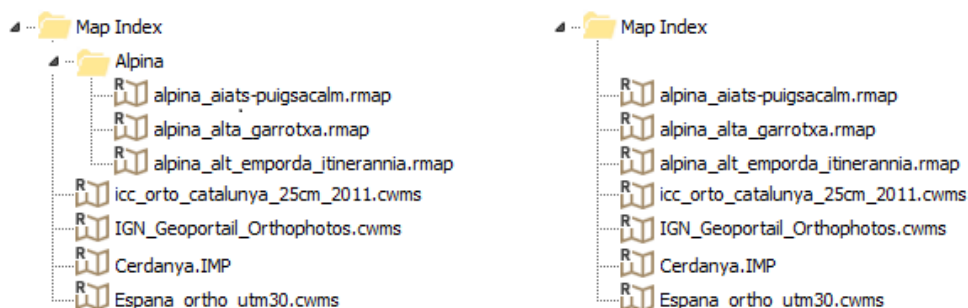 Map Index
Alpina
R alpina_aiats-puigsacalm.rmap
R alpina_alta_garrotxa.rmap
R alpina_alt_emporda_itinerannia.rmap
R icc_orto_catalunya_25cm_2011.cwms
R IGN_Geoportail_Orthophotos.cwms
R Cerdanya.IMP
R Espana_ortho_utm30.cwms
Map Index
R alpina_aiats-puigsacalm.rmap
R alpina_alta_garrotxa.rmap
R alpina_alt_emporda_itinerannia.rmap
R icc_orto_catalunya_25cm_2011.cwms
R IGN_Geoportail_Orthophotos.cwms
R Cerdanya.IMP
R Espana_ortho_utm30.cwms